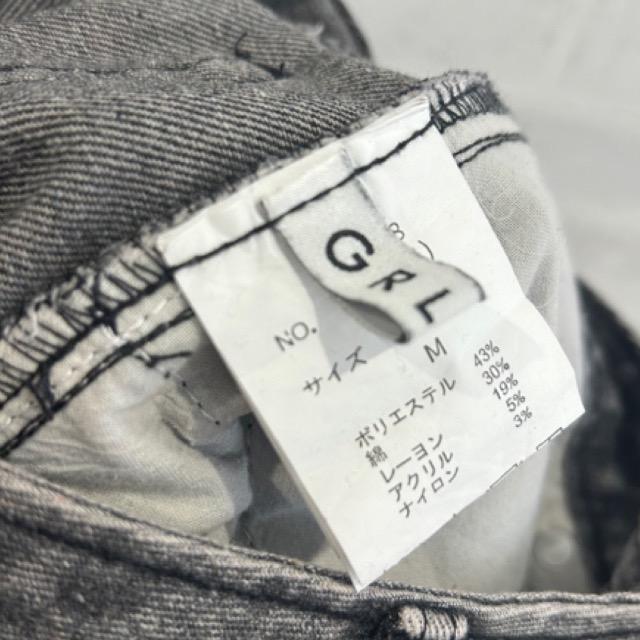 GRL
NO.
サイズ M
ポリエステル 43%
綿 30%
レーヨン 19%
アクリル 5%
ナイロン 3%